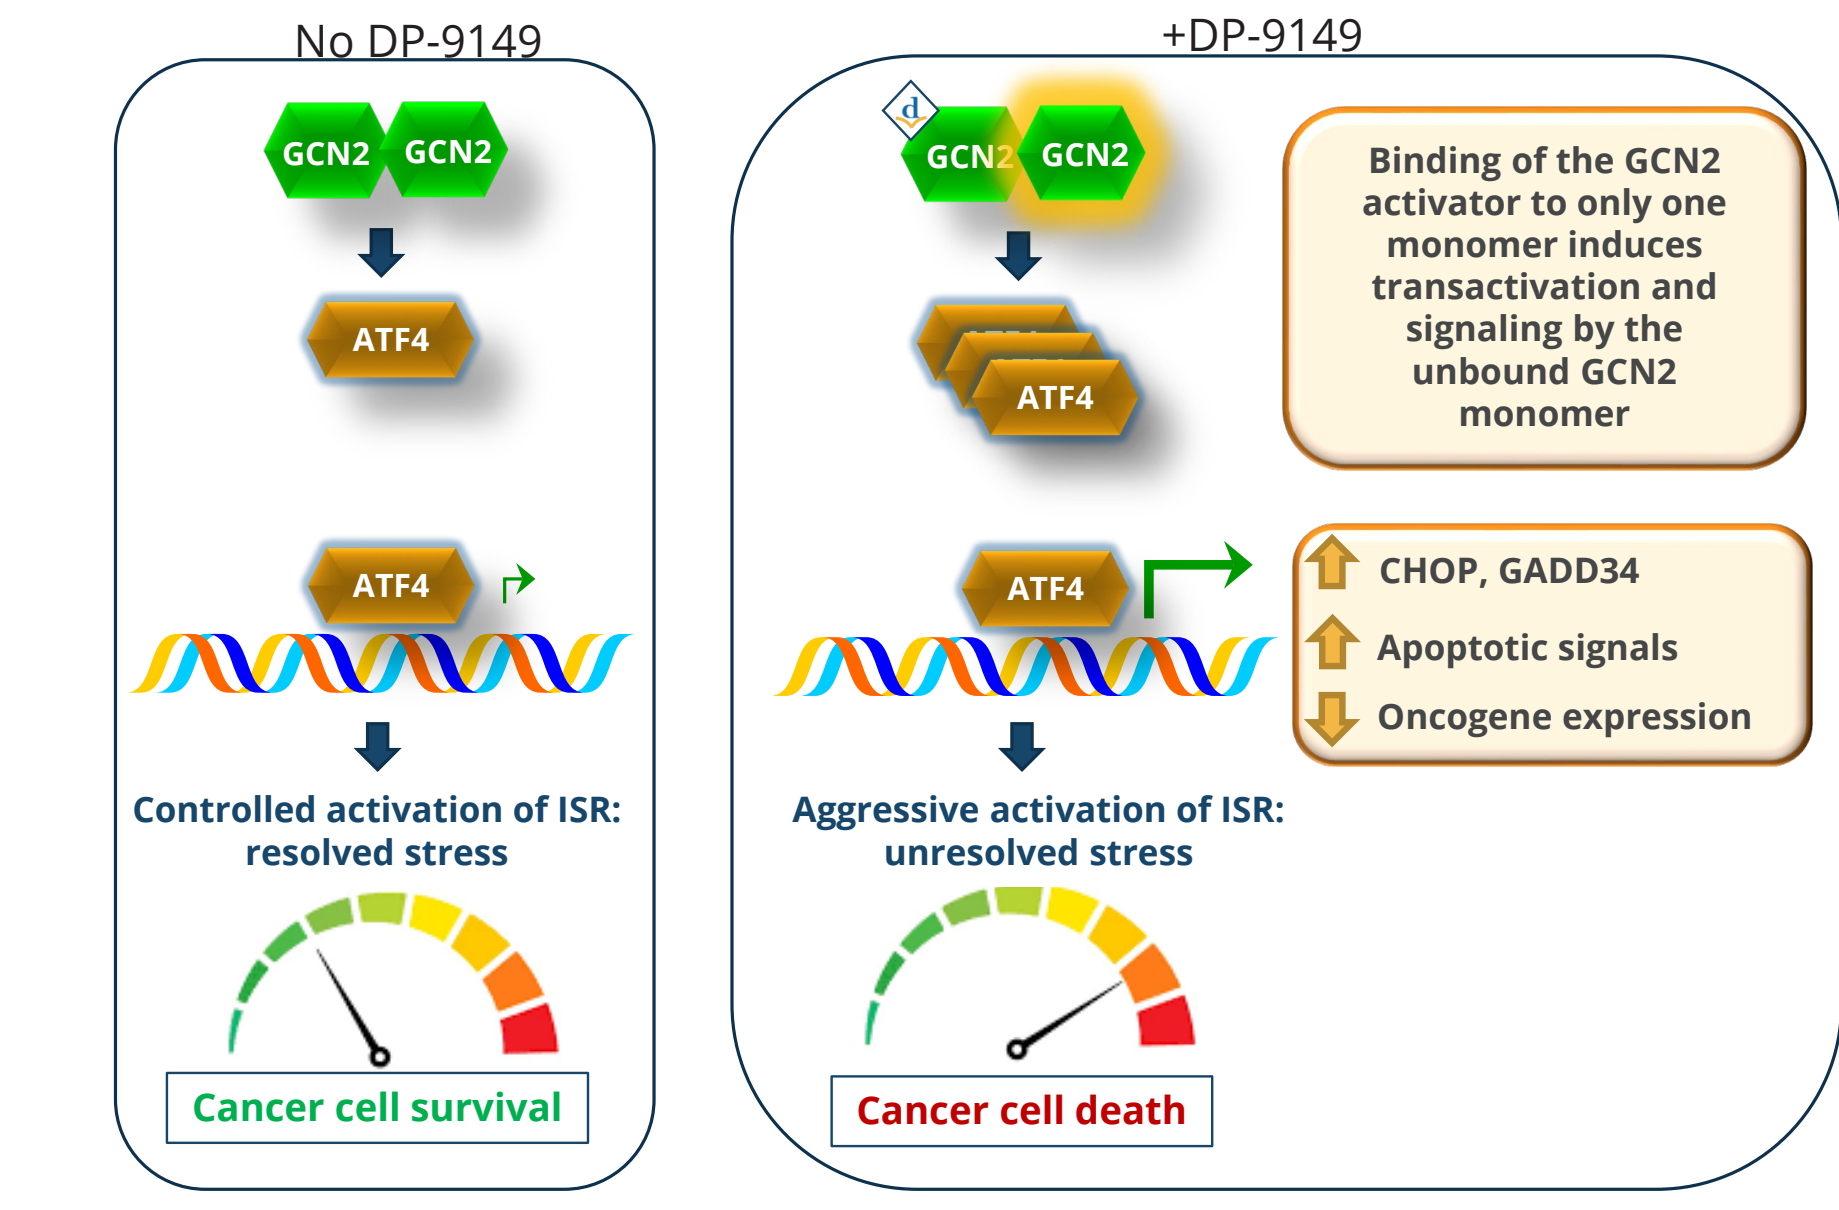 No DP-9149
GCN2
GCN2
ATF4
ATF4
Controlled activation of ISR:
resolved stress
Cancer cell survival
+DP-9149
d
GCN2
GCN2
ATF4
ATF4
Aggressive activation of ISR:
unresolved stress
Cancer cell death
Binding of the GCN2
activator to only one
monomer induces
transactivation and
signaling by the
unbound GCN2
monomer
CHOP, GADD34
Apoptotic signals
Oncogene expression